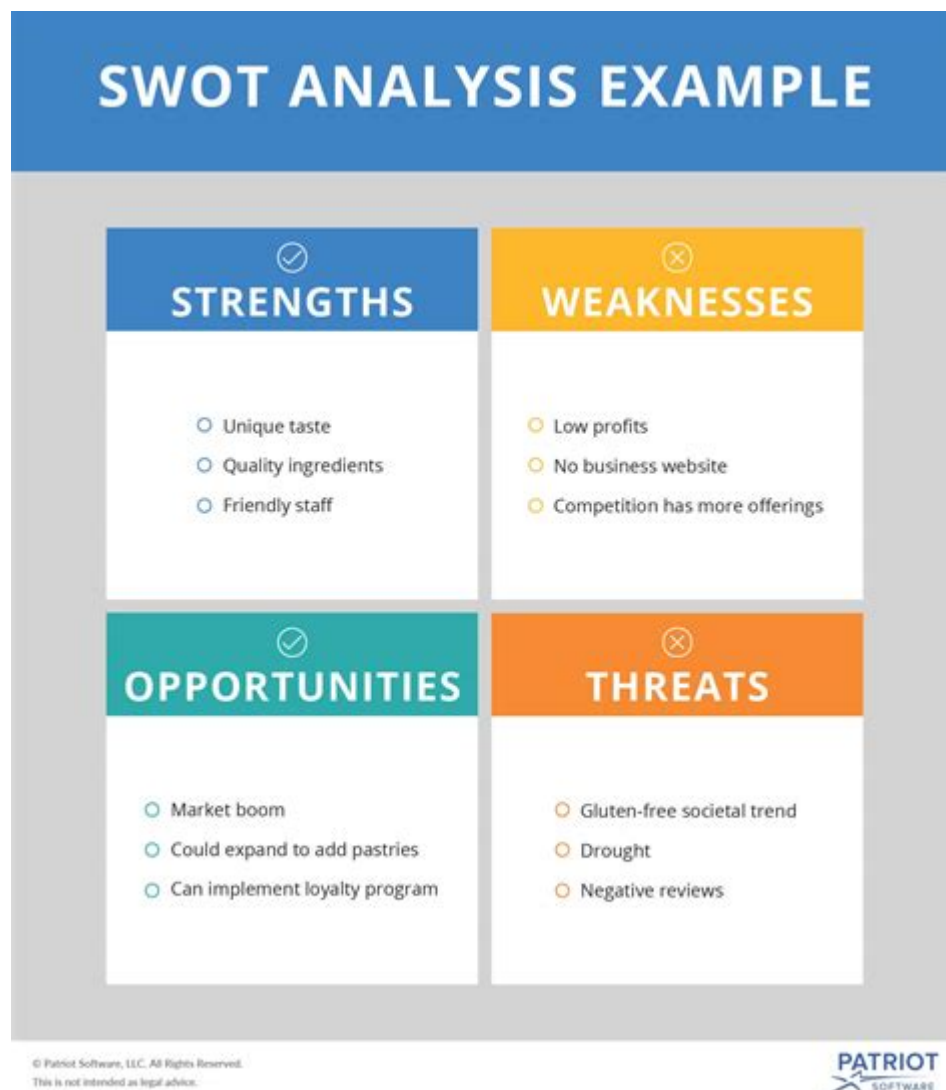 SWOT ANALYSIS EXAMPLE
STRENGTHS
Unique taste
Quality ingredients
Friendly staff
WEAKNESSES
Low profits
No business website
Competition has more offerings
OPPORTUNITIES
Market boom
Could expand to add pastries
Can implement loyalty program
THREATS
Gluten-free societal trend
Drought
Negative reviews
© Patriot Software, LLC. All Rights Reserved.
This is not intended as legal advice.
PATRIOT
SOFTWARE